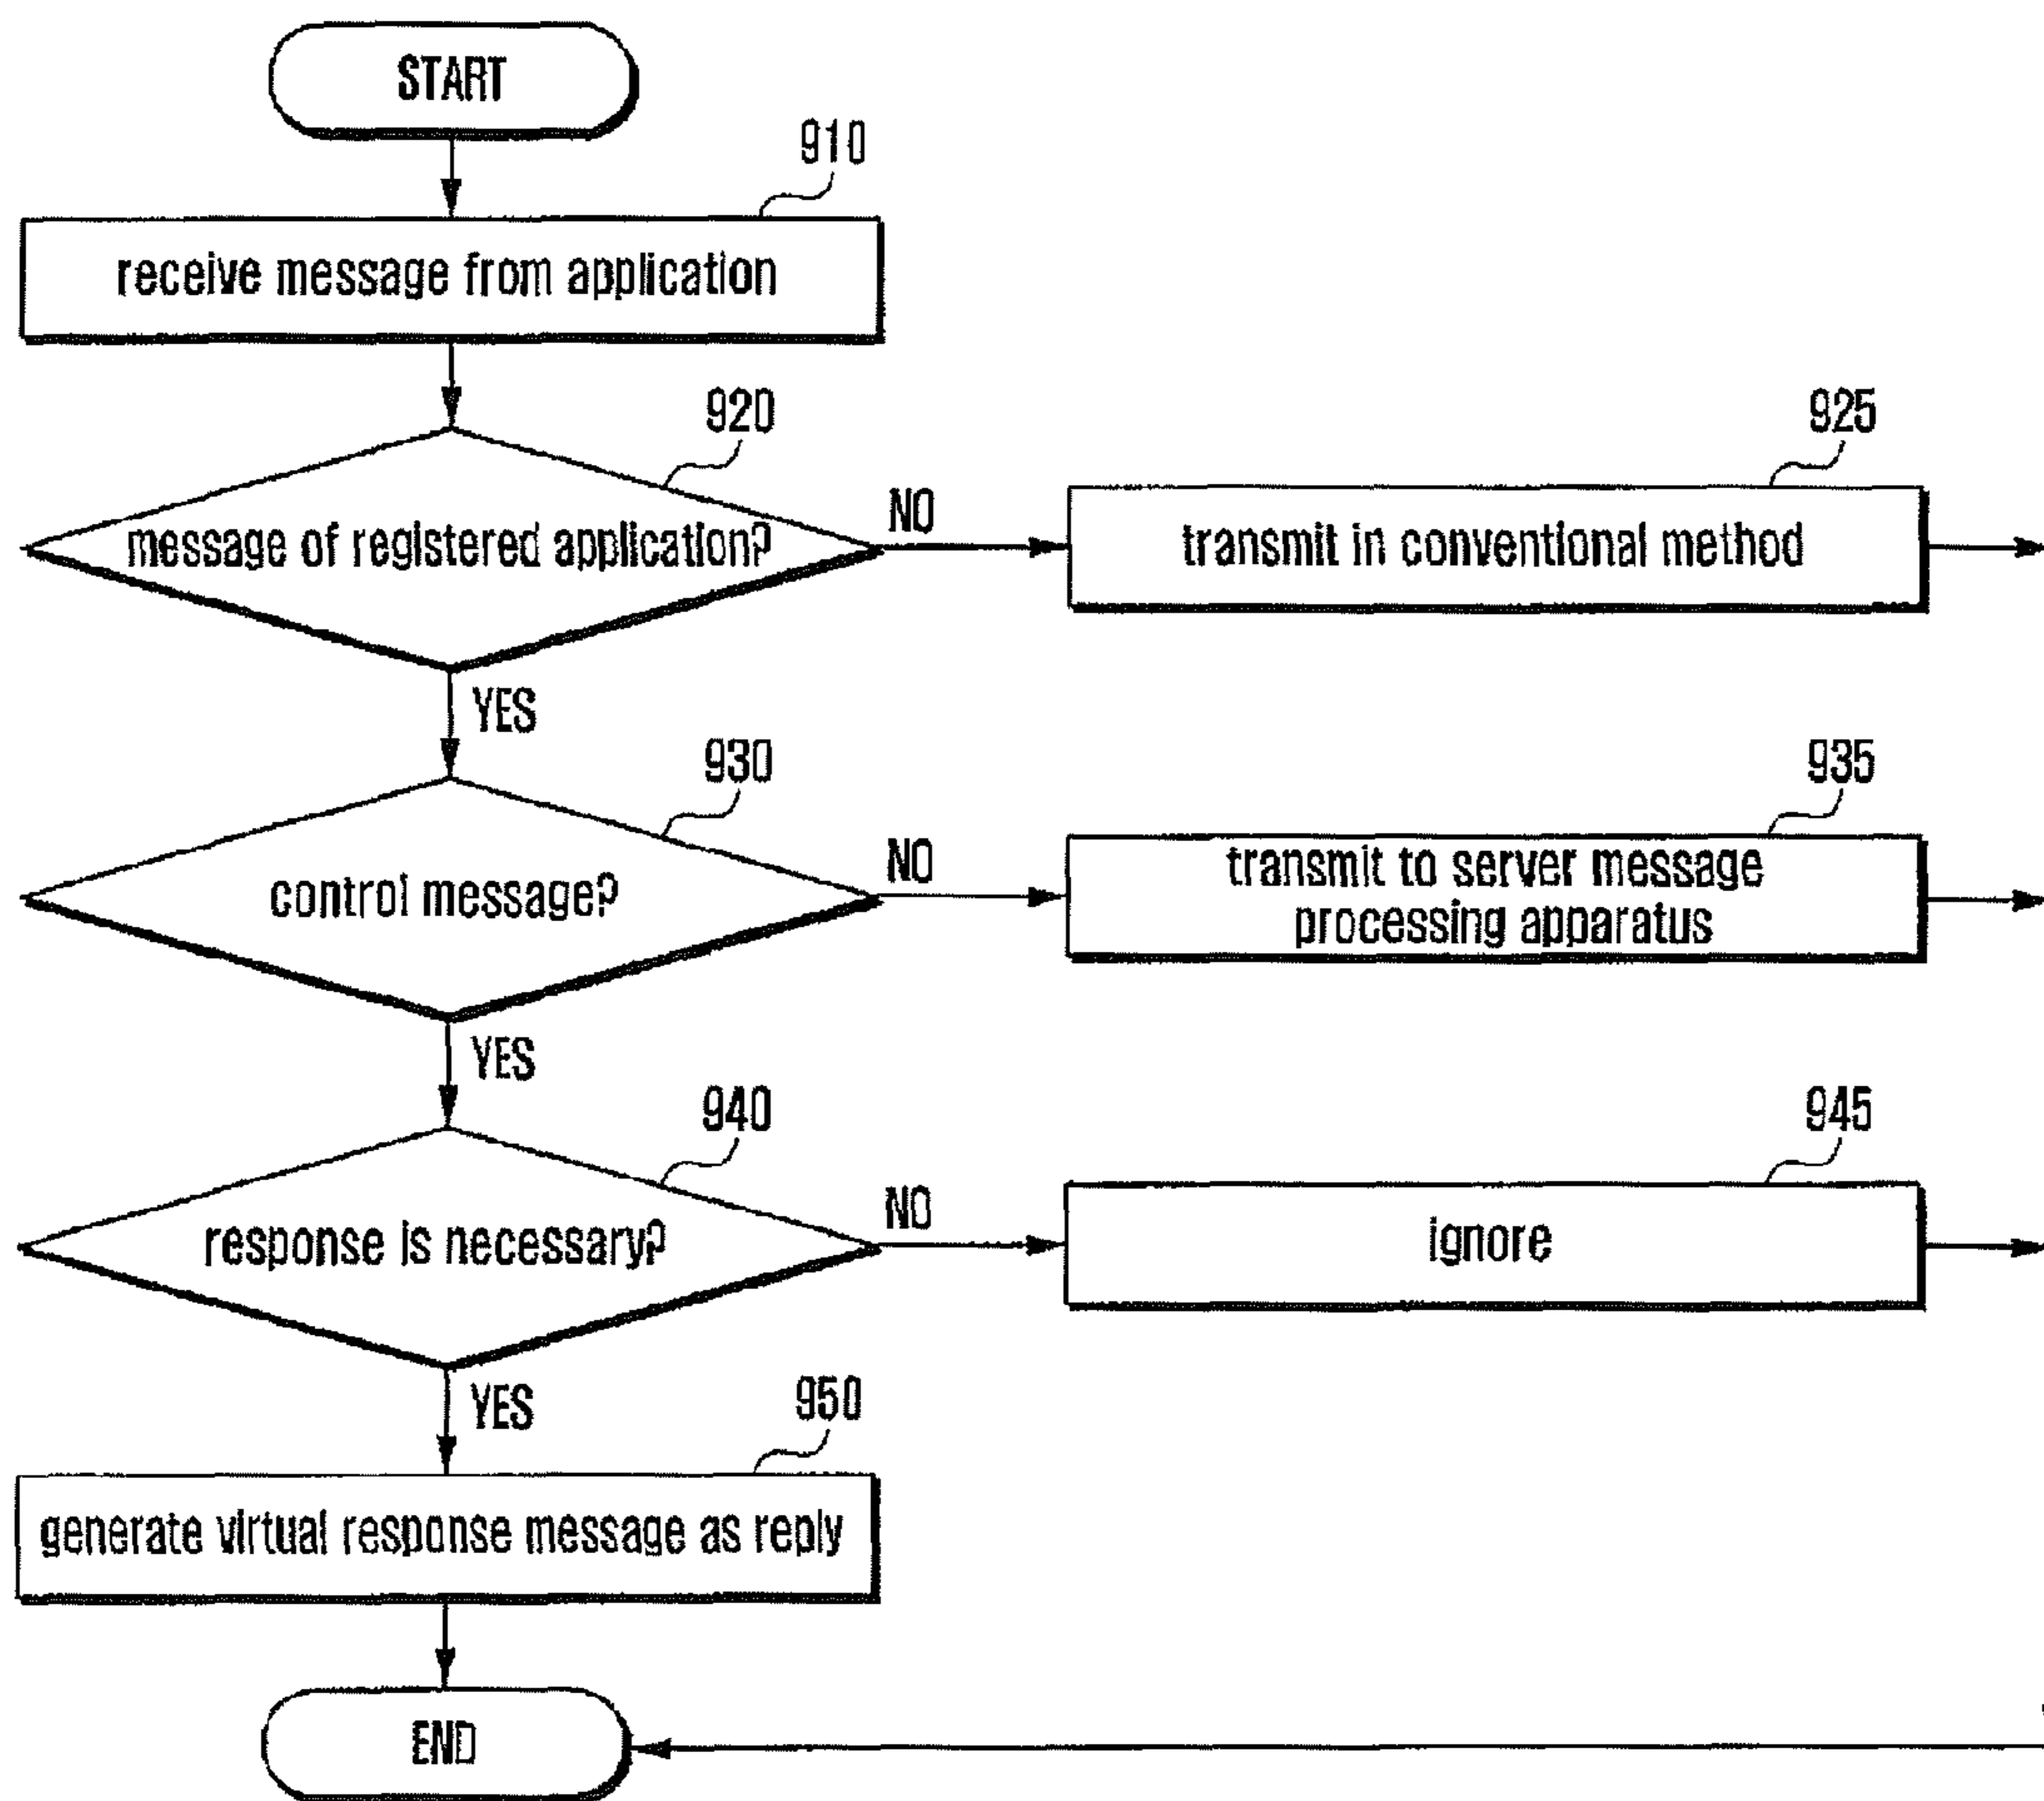 START
910
receive message from application
920
message of registered application?
NO
925
transmit in conventional method
YES
930
control message?
NO
935
transmit to server message
processing apparatus
YES
940
response is necessary?
NO
945
ignore
YES
950
generate virtual response message as reply
END